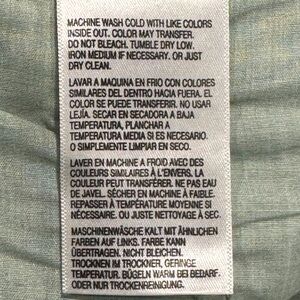 MACHINE WASH COLD WITH LIKE COLORS
INSIDE OUT. COLOR MAY TRANSFER.
DO NOT BLEACH. TUMBLE DRY LOW.
IRON MEDIUM IF NECESSARY. OR JUST
DRY CLEAN.
LAVAR A MAQUINA EN FRIO CON COLORES
SIMILARES DEL DENTRO HACIA FUERA. EL
COLOR SE PUEDE TRANSFERIR. NO USAR
LEJÍA. SECAR EN SECADORA A BAJA
TEMPERATURA, PLANCHAR A
TEMPERATURA MEDIA SI ES NECESARIO.
O SIMPLEMENTE LIMPIAR EN SECO.
LAVER EN MACHINE A FROID AVEC DES
COULEURS SIMILAIRES À L'ENVERS. LA
COULEUR PEUT TRANSFÉRER. NE PAS EAU
DE JAVEL. SÉCHER EN MACHINE À FAIBLE.
REPASSER À TEMPÉRATURE MOYENNE SI
NÉCESSAIRE. OU JUSTE NETTOYAGE À SEC.
MASCHINENWÄSCHE KALT MIT ÄHNLICHEN
FARBEN AUF LINKS. FARBE KANN
ÜBERTRAGEN. NICHT BLEICHEN.
TROCKNEN IM TROCKNER, GERINGE
TEMPERATUR. BÜGELN WARM BEI BEDARF.
ODER NUR TROCKENREINIGUNG.